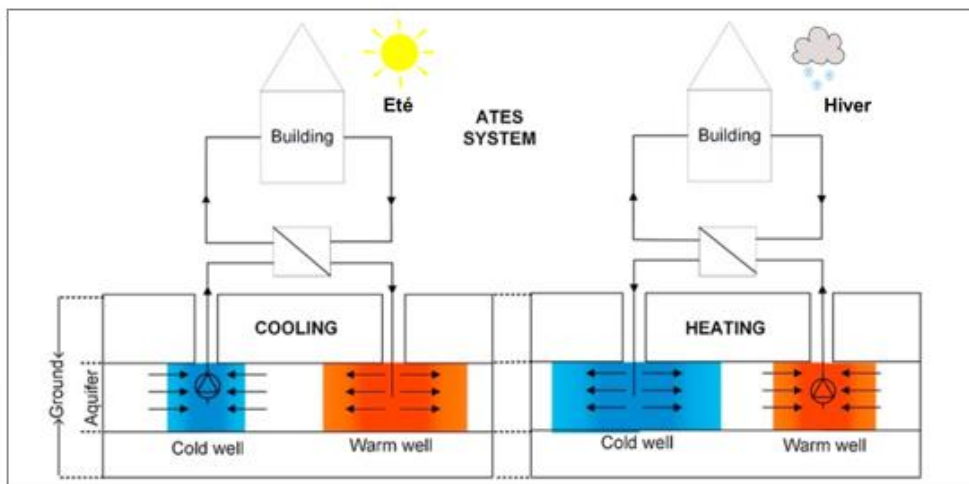 Eté
Hiver
ATES
SYSTEM
Building
Building
COOLING
HEATING
Ground
Aquifer
Cold well
Warm well
Cold well
Warm well